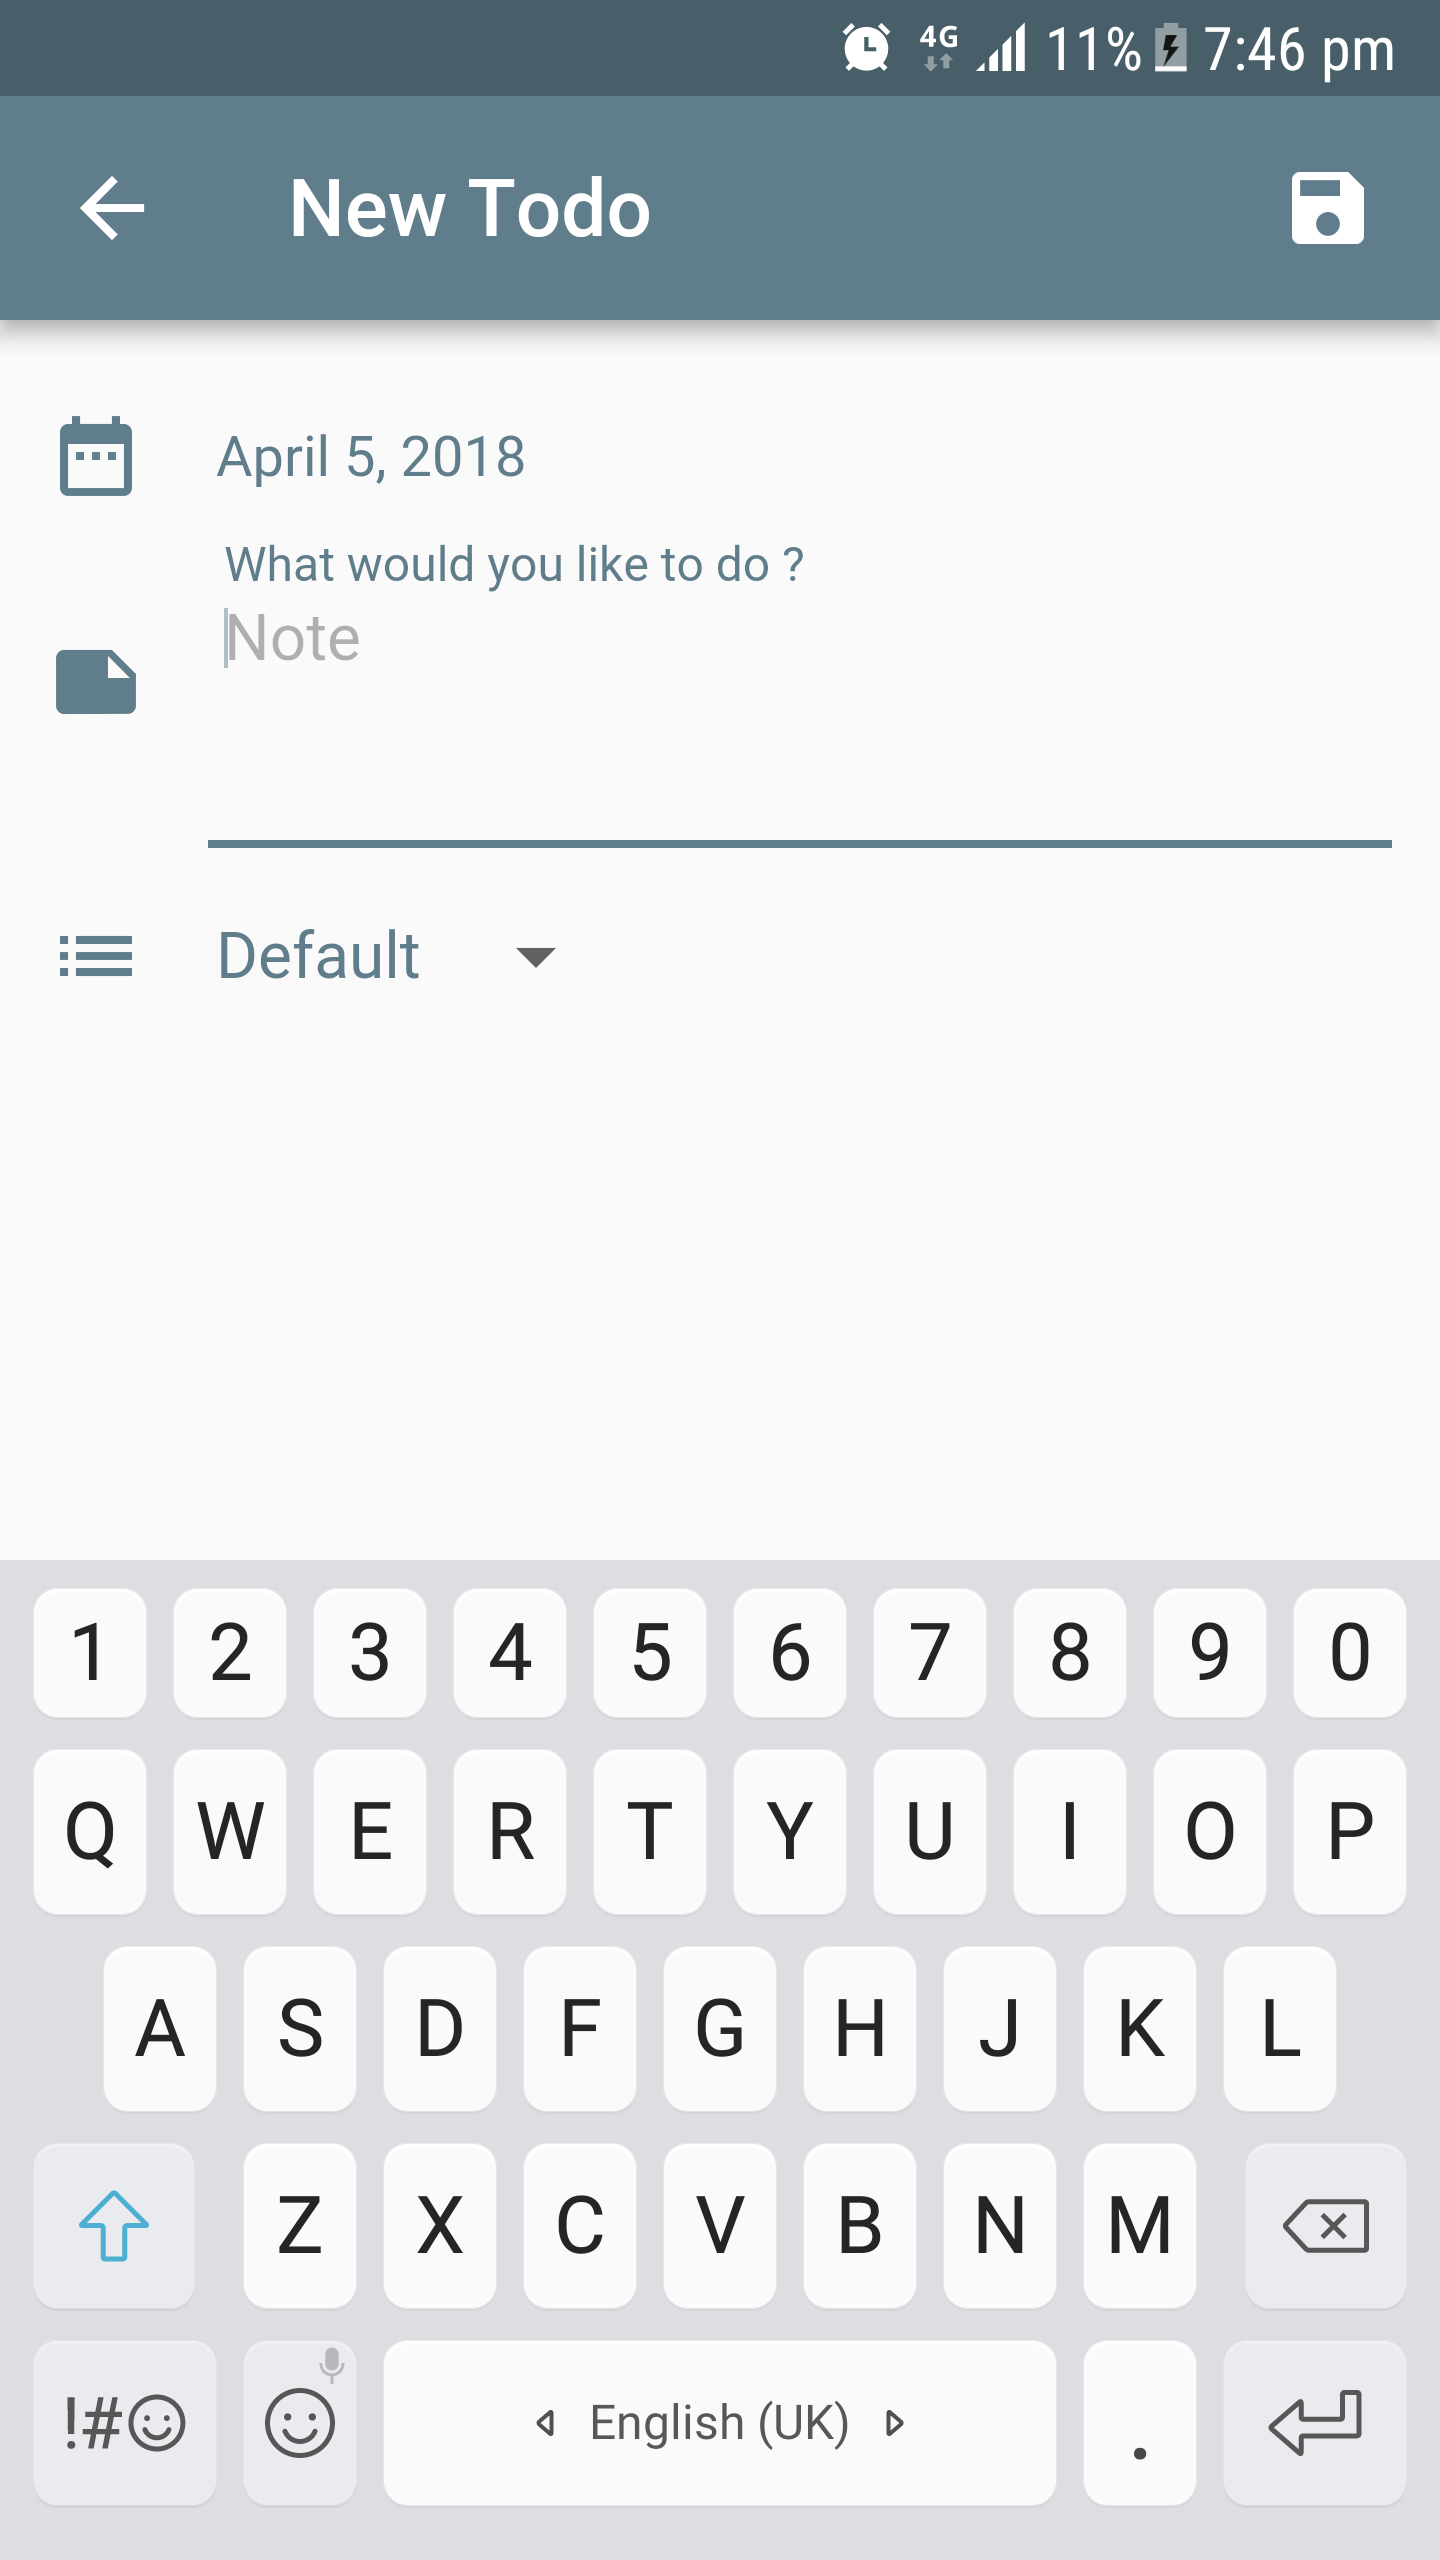 4G 11% 7:46 pm
New Todo
April 5, 2018
What would you like to do ?
Note
Default
1 2 3 4 5 6 7 8 9 0
Q W E R T Y U I O P
A S D F G H J K L
Z X C V B N M
!# English (UK) .